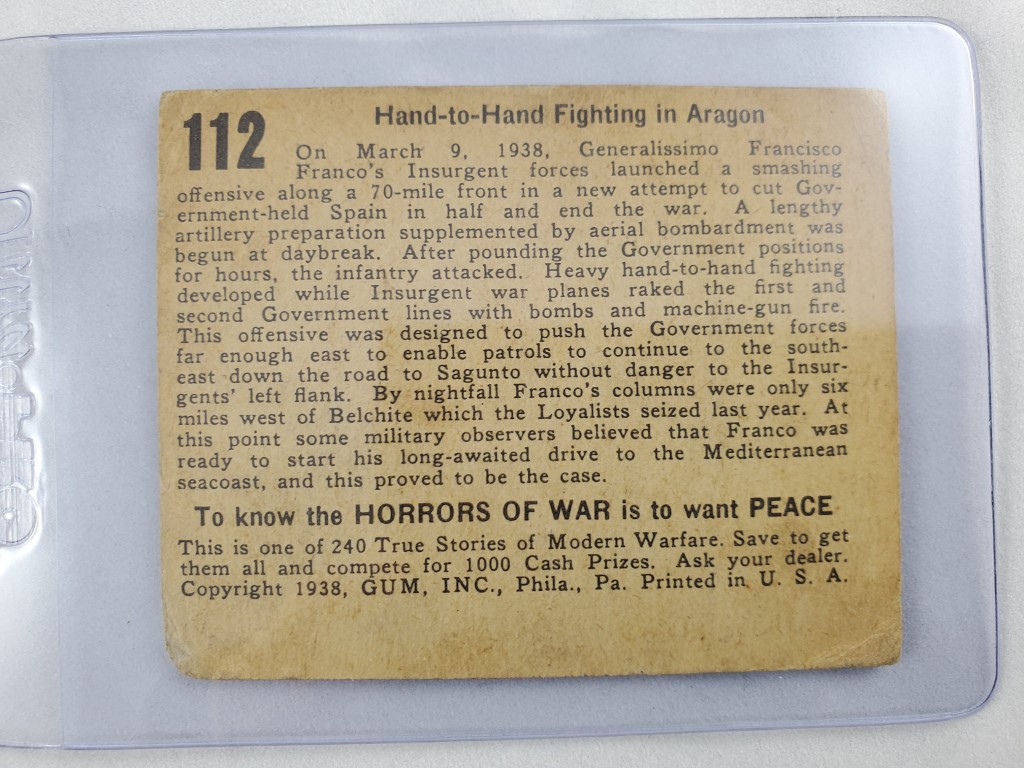 112
Hand-to-Hand Fighting in Aragon
On March 9, 1938, Generalissimo Francisco
Franco's Insurgent forces launched a smashing
offensive along a 70-mile front in a new attempt to cut Gov-
ernment-held Spain in half and end the war. A lengthy
artillery preparation supplemented by aerial bombardment was
begun at daybreak. After pounding the Government positions
for hours, the infantry attacked. Heavy hand-to-hand fighting
developed while Insurgent war planes raked the first and
second Government lines with bombs and machine-gun fire.
This offensive was designed to push the Government forces
far enough east to enable patrols to continue to the south-
east down the road to Sagunto without danger to the Insur-
gents' left flank. By nightfall Franco's columns were only six
miles west of Belchite which the Loyalists seized last year. At
this point some military observers believed that Franco was
ready to start his long-awaited drive to the Mediterranean
seacoast, and this proved to be the case.
To know the HORRORS OF WAR is to want PEACE
This is one of 240 True Stories of Modern Warfare. Save to get
them all and compete for 1000 Cash Prizes. Ask your dealer.
Copyright 1938, GUM, INC., Phila., Pa. Printed in U. S. A.